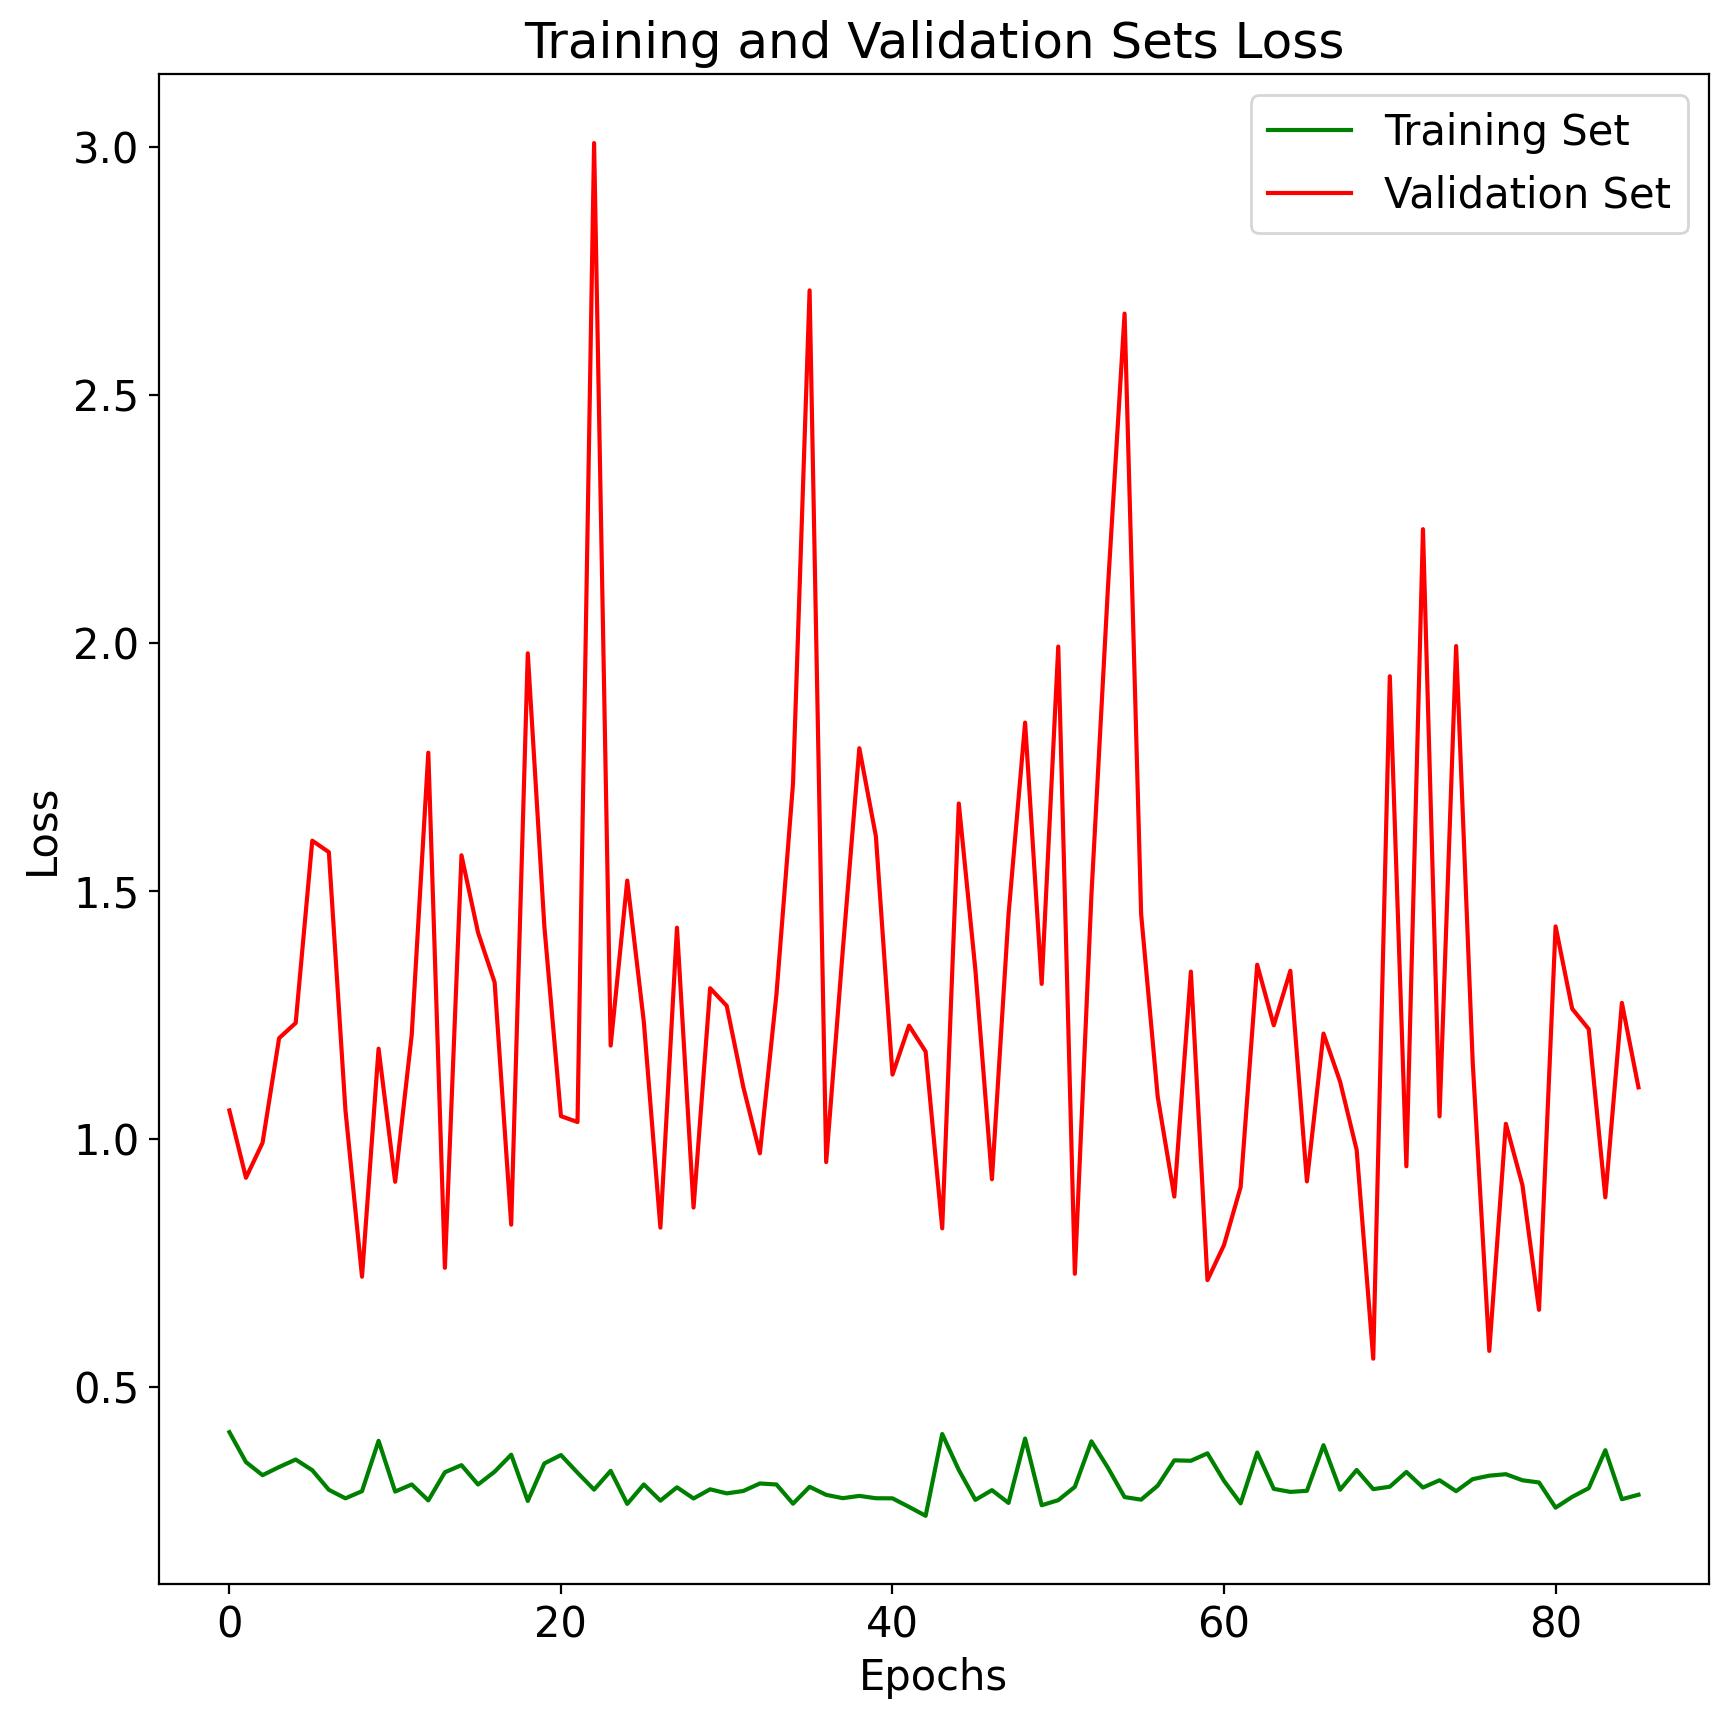 Training and Validation Sets Loss
Training Set
Validation Set
3.0
2.5
2.0
1.5
1.0
0.5
Loss
0 20 40 60 80
Epochs